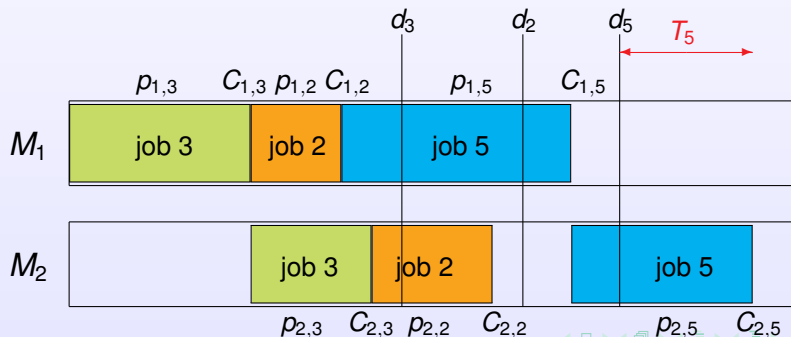 d3 d2 d5
T5
p1,3 C1,3 p1,2 C1,2 p1,5 C1,5
M1 job 3 job 2 job 5
M2 job 3 job 2 job 5
p2,3 C2,3 p2,2 C2,2 p2,5 C2,5